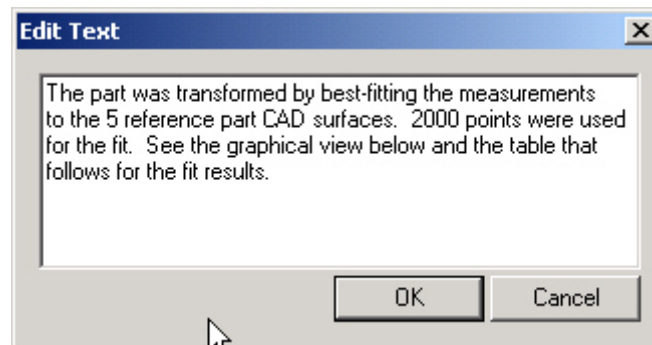 Edit Text
The part was transformed by best-fitting the measurements
to the 5 reference part CAD surfaces.  2000 points were used
for the fit.  See the graphical view below and the table that
follows for the fit results.
OK
Cancel